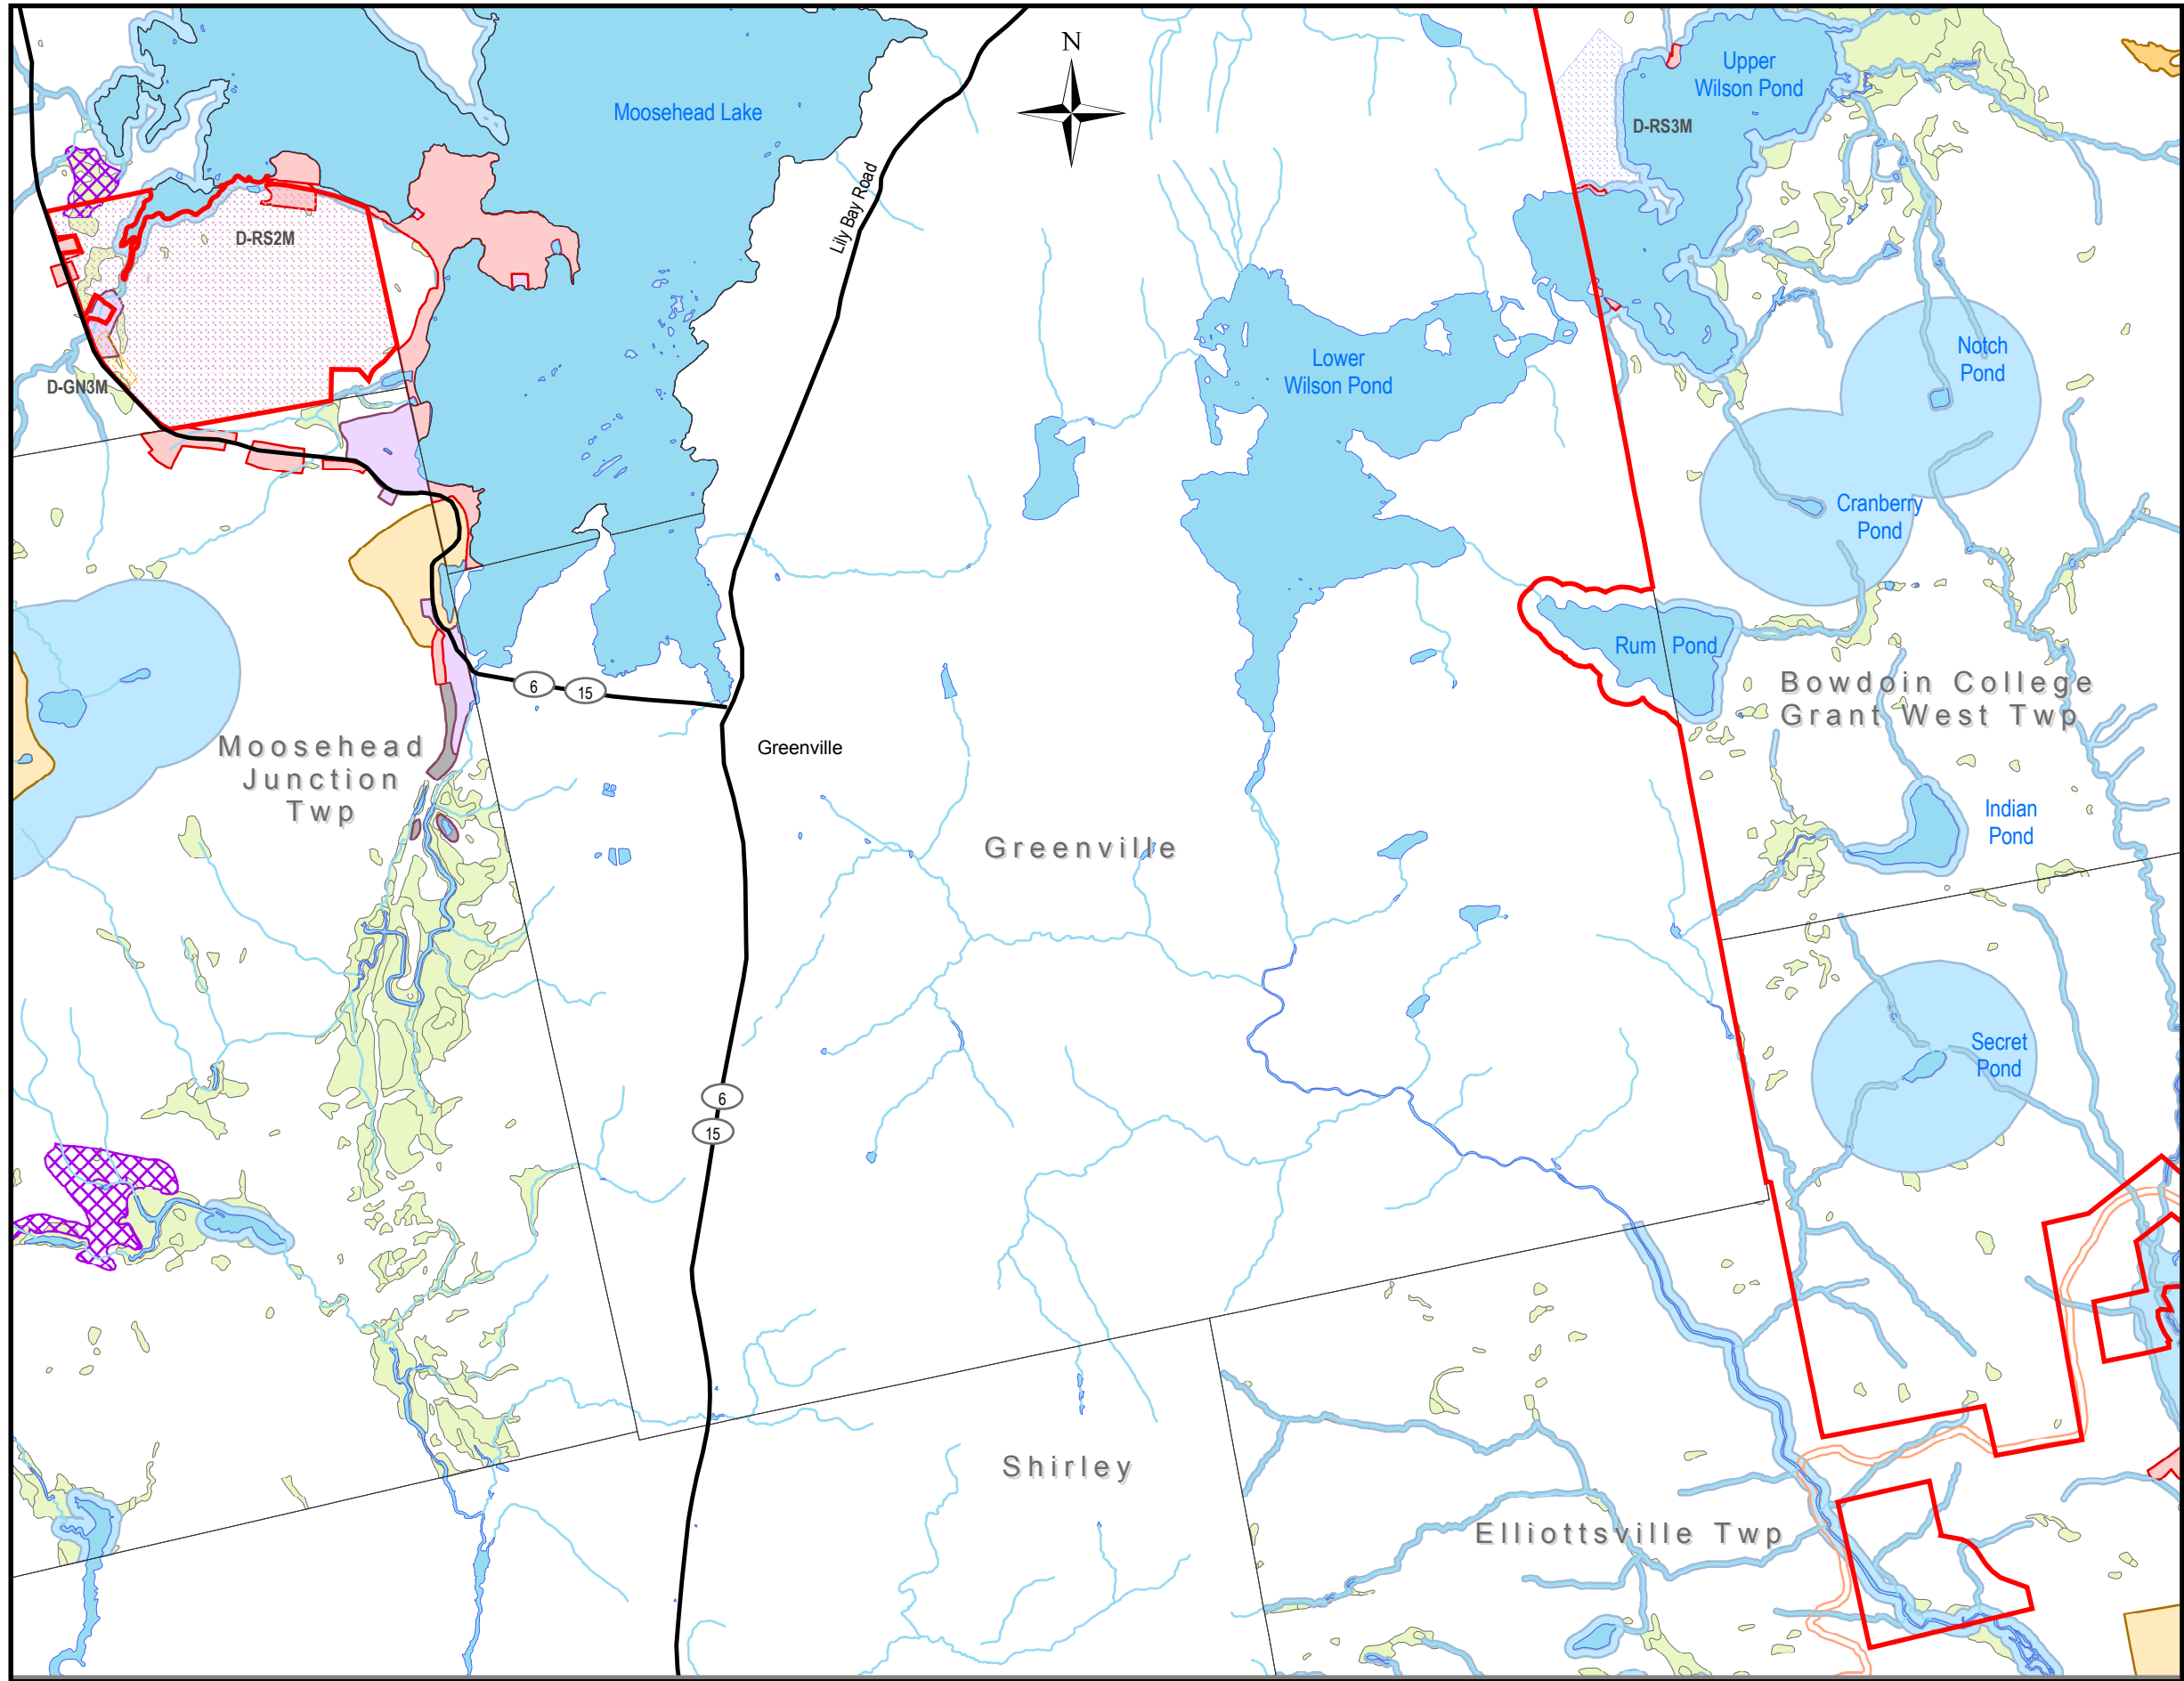 N
Upper
Wilson Pond
Moosehead Lake
D-RS3M
Lily Bay Road
D-RS2M
Notch
Pond
Lower
Wilson Pond
D-GN3M
Cranberry
Pond
Rum Pond
Bowdoin College
Grant West Twp
6
15
Moosehead
Junction
Twp
Greenville
Indian
Pond
Greenville
Secret
Pond
6
15
Shirley
Elliottsville Twp